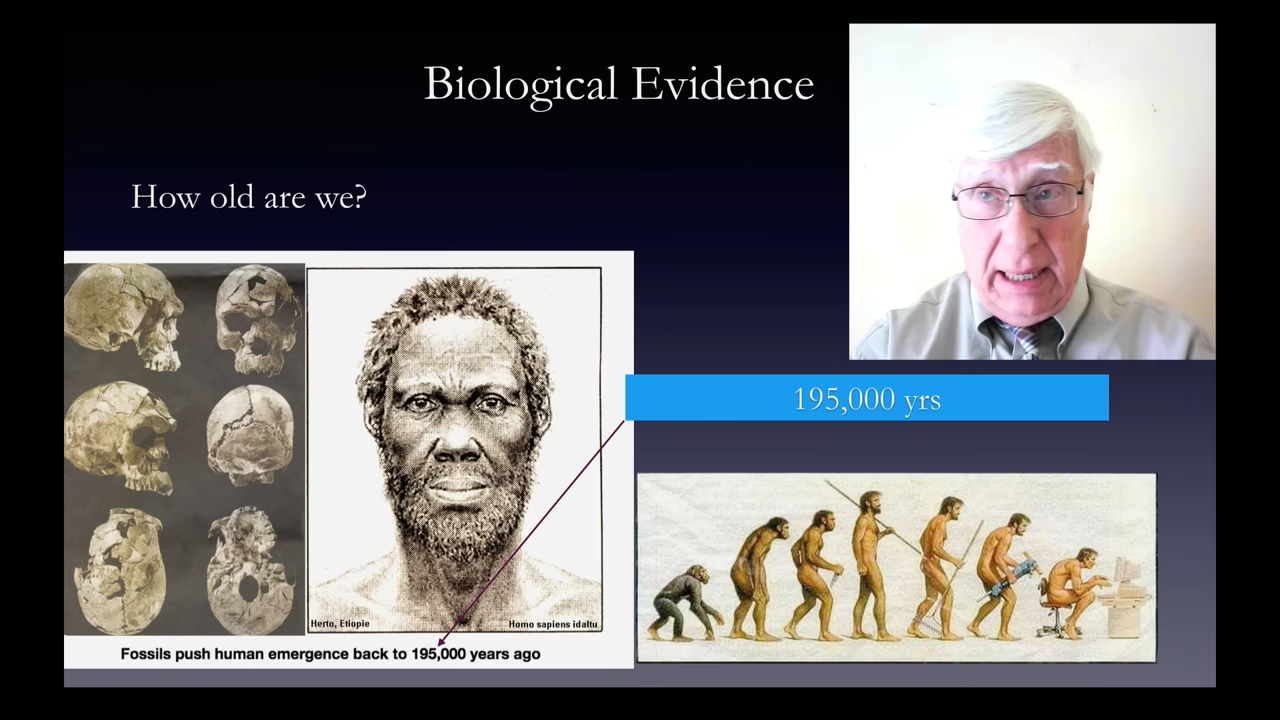 Biological Evidence
How old are we?
195,000 yrs
Herto, Etiopie
Homo sapiens idaltu
Fossils push human emergence back to 195,000 years ago